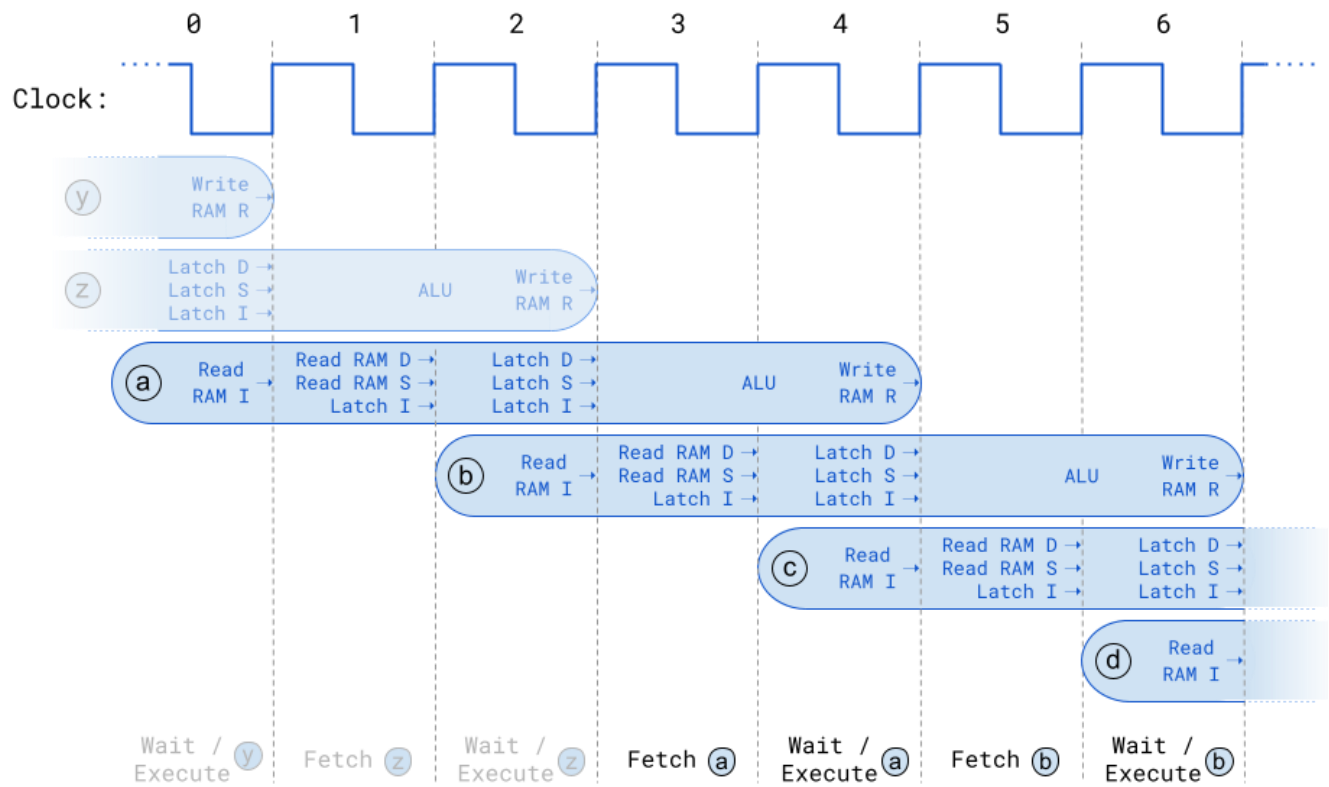 0 1 2 3 4 5 6
Clock:
y
Write
RAM R
z
Latch D
Latch S
Latch I
ALU
Write
RAM R
a
Read
RAM I
Read RAM D
Read RAM S
Latch I
Latch D
Latch S
Latch I
ALU
Write
RAM R
b
Read
RAM I
Read RAM D
Read RAM S
Latch I
Latch D
Latch S
Latch I
ALU
Write
RAM R
c
Read
RAM I
Read RAM D
Read RAM S
Latch I
Latch D
Latch S
Latch I
d
Read
RAM I
Wait /
Execute y
Fetch z
Wait /
Execute z
Fetch a
Wait /
Execute a
Fetch b
Wait /
Execute b